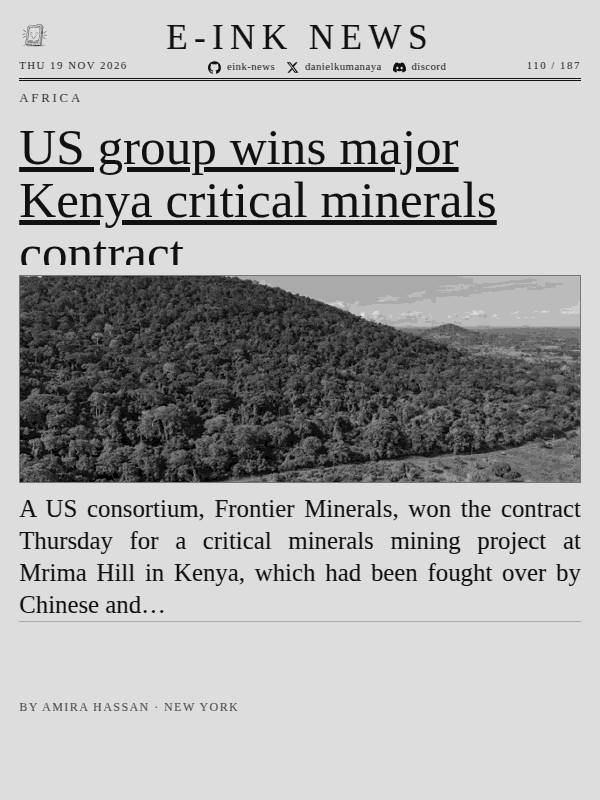 E-INK NEWS
THU 19 NOV 2026
eink-news danielkumanaya discord
110 / 187
AFRICA
US group wins major
Kenya critical minerals
contract
A US consortium, Frontier Minerals, won the contract
Thursday for a critical minerals mining project at
Mrima Hill in Kenya, which had been fought over by
Chinese and…
BY AMIRA HASSAN · NEW YORK